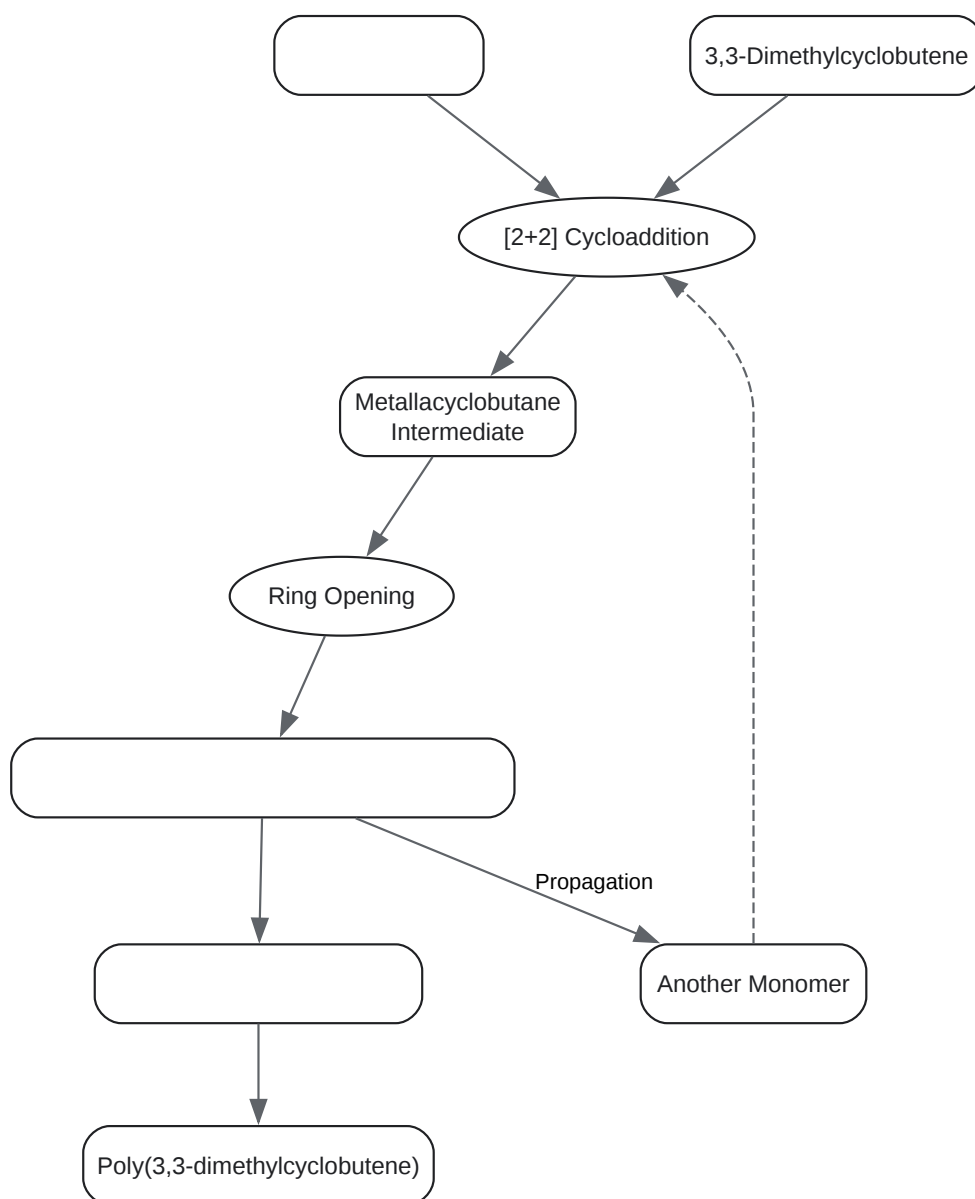 3,3-Dimethylcyclobutene
[2+2] Cycloaddition
Metallacyclobutane
Intermediate
Ring Opening
Propagation
Another Monomer
Poly(3,3-dimethylcyclobutene)